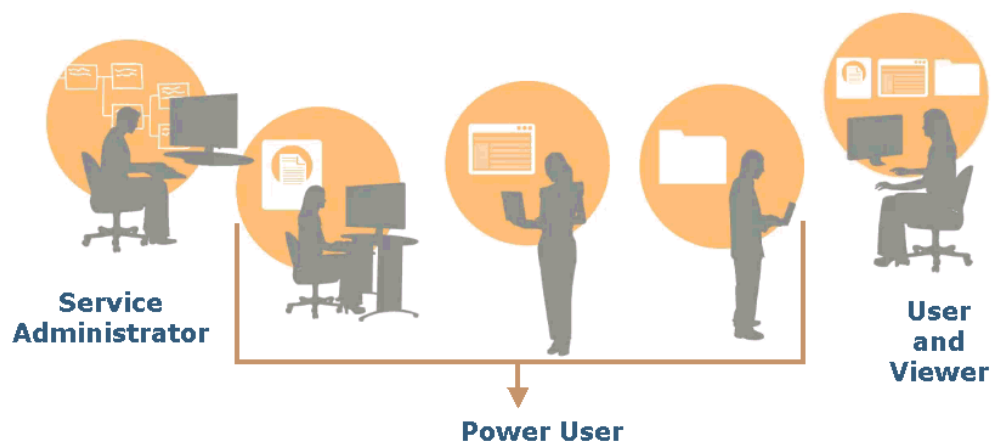 Service
Administrator
User
and
Viewer
Power User